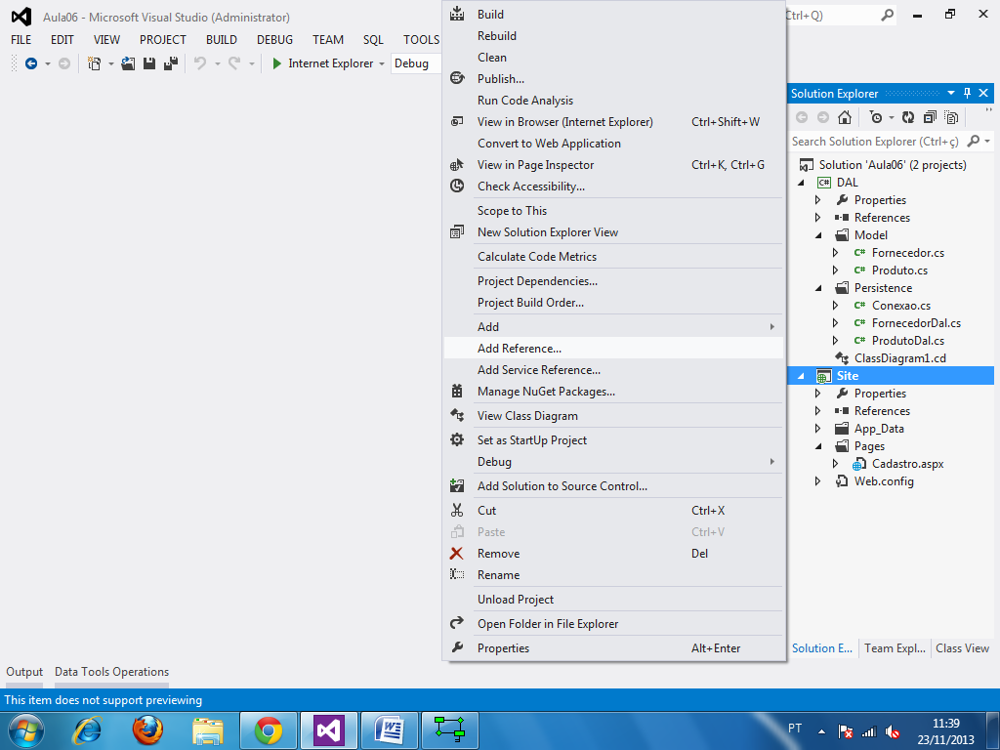 Aula06 - Microsoft Visual Studio (Administrator)
Ctrl+Q)
FILE EDIT VIEW PROJECT BUILD DEBUG TEAM SQL TOOLS
Internet Explorer Debug
Build
Rebuild
Clean
Publish...
Run Code Analysis
View in Browser (Internet Explorer) Ctrl+Shift+W
Convert to Web Application
View in Page Inspector Ctrl+K, Ctrl+G
Check Accessibility...
Scope to This
New Solution Explorer View
Calculate Code Metrics
Project Dependencies...
Project Build Order...
Add
Add Reference...
Add Service Reference...
Manage NuGet Packages...
View Class Diagram
Set as StartUp Project
Debug
Add Solution to Source Control...
Cut Ctrl+X
Paste Ctrl+V
Remove Del
Rename
Unload Project
Open Folder in File Explorer
Properties Alt+Enter
Solution Explorer
Search Solution Explorer (Ctrl+ç)
Solution 'Aula06' (2 projects)
C# DAL
Properties
References
Model
C# Fornecedor.cs
C# Produto.cs
Persistence
C# Conexao.cs
C# FornecedorDal.cs
C# ProdutoDal.cs
ClassDiagram1.cd
Site
Properties
References
App_Data
Pages
Cadastro.aspx
Web.config
Solution E... Team Expl... Class View
Output Data Tools Operations
This item does not support previewing
PT
11:39
23/11/2013